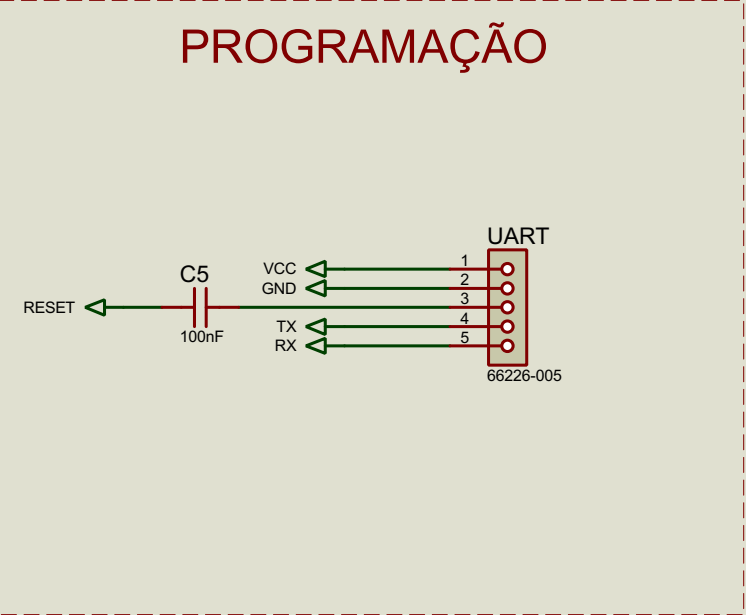 PROGRAMAÇÃO
UART
VCC 1
GND 2
C5
RESET 3
100nF
TX 4
RX 5
66226-005